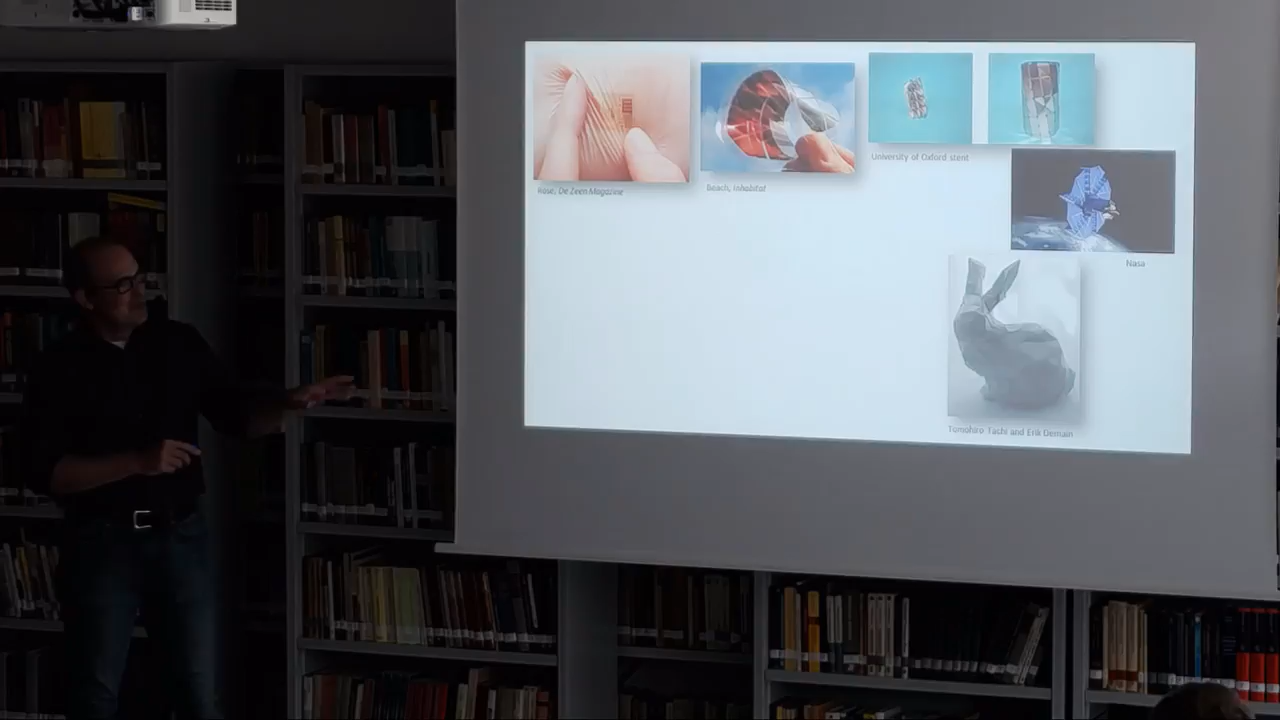 Rose, De Zeen Magazine
Beach, Inhabitat
University of Oxford stent
Nasa
Tomohiro Tachi and Erik Demain